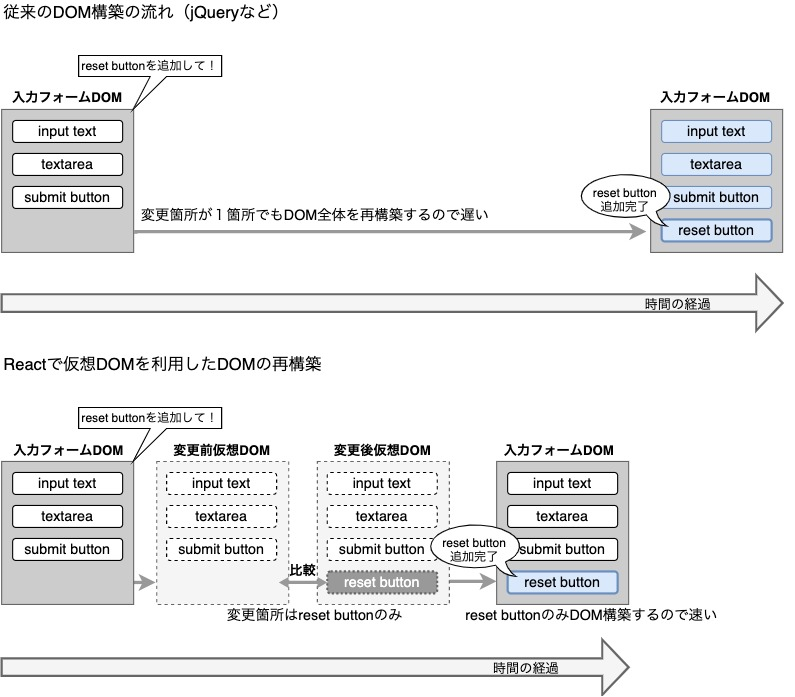 従来のDOM構築の流れ（jQueryなど）
reset buttonを追加して！
入力フォームDOM
input text
textarea
submit button
変更箇所が１箇所でもDOM全体を再構築するので遅い
入力フォームDOM
input text
textarea
submit button
reset button
reset button
追加完了
時間の経過
Reactで仮想DOMを利用したDOMの再構築
reset buttonを追加して！
入力フォームDOM
input text
textarea
submit button
変更前仮想DOM
input text
textarea
submit button
比較
変更後仮想DOM
input text
textarea
submit button
reset button
変更箇所はreset buttonのみ
入力フォームDOM
input text
textarea
submit button
reset button
reset button
追加完了
reset buttonのみDOM構築するので速い
時間の経過